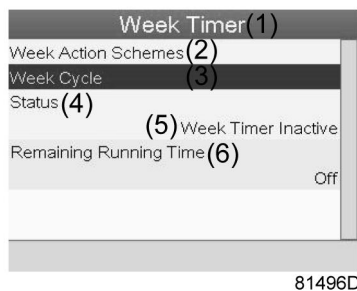 Week Timer(1)
Week Action Schemes(2)
Week Cycle (3)
Status(4)
(5) Week Timer Inactive
Remaining Running Time(6)
Off
81496D